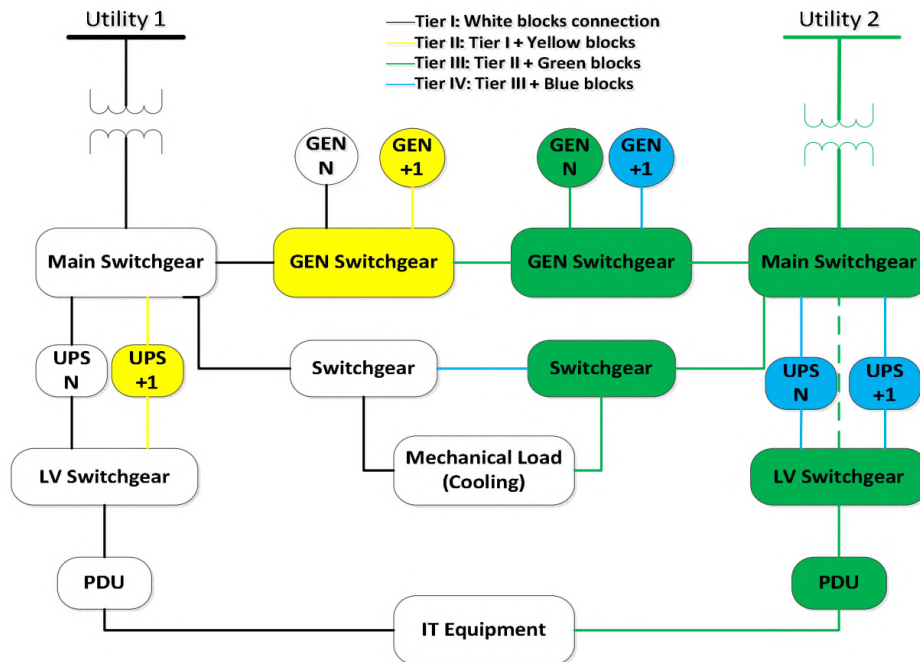 Utility 1
Utility 2
Tier I: White blocks connection
Tier II: Tier I + Yellow blocks
Tier III: Tier II + Green blocks
Tier IV: Tier III + Blue blocks
GEN
N
GEN
+1
GEN
N
GEN
+1
Main Switchgear
GEN Switchgear
GEN Switchgear
Main Switchgear
UPS
N
UPS
+1
Switchgear
Switchgear
UPS
N
UPS
+1
LV Switchgear
Mechanical Load
(Cooling)
LV Switchgear
PDU
PDU
IT Equipment